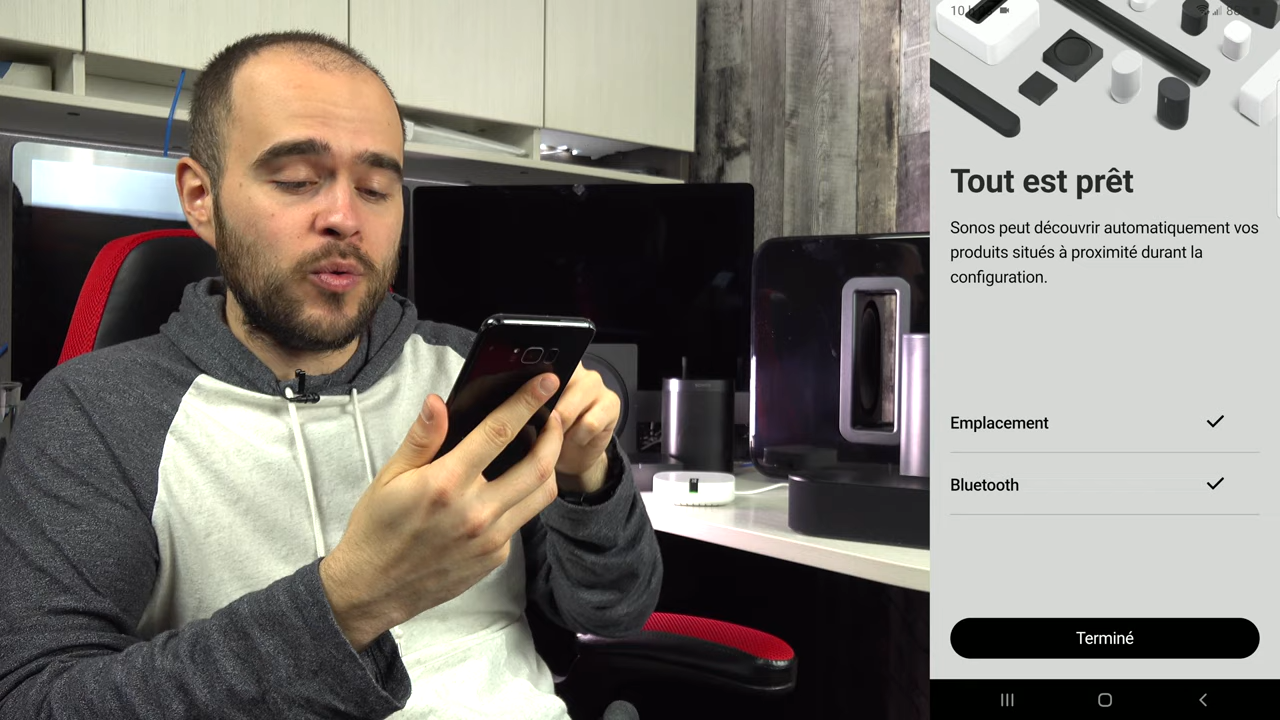 Tout est prêt
Sonos peut découvrir automatiquement vos
produits situés à proximité durant la
configuration.
Emplacement
Bluetooth
Terminé